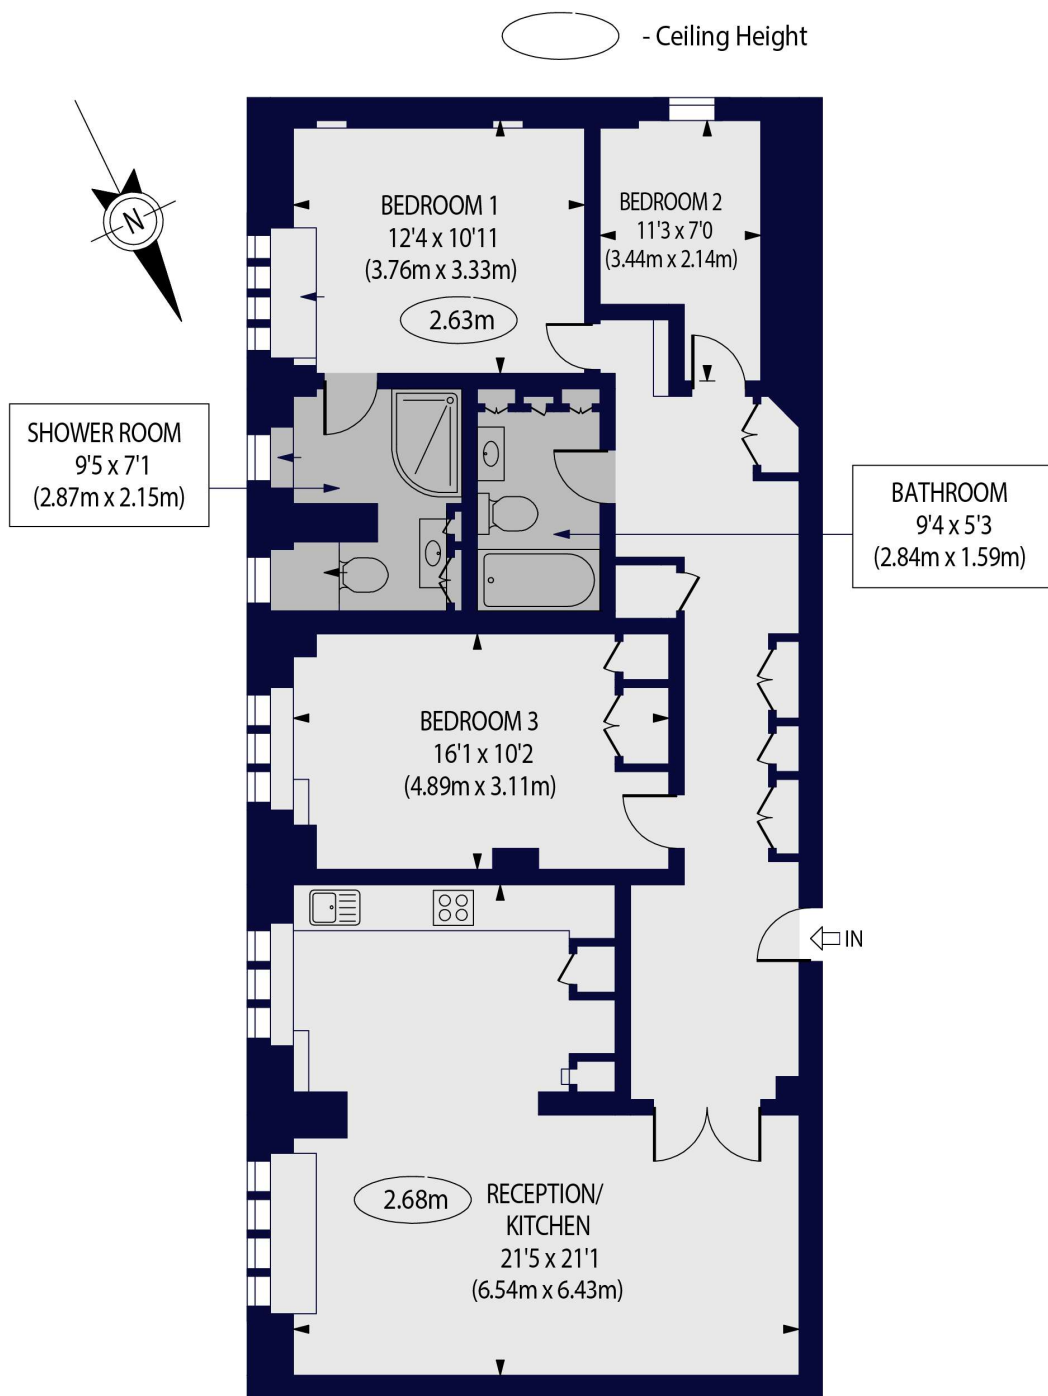 - Ceiling Height
N
BEDROOM 1
12'4 x 10'11
(3.76m x 3.33m)
2.63m
BEDROOM 2
11'3 x 7'0
(3.44m x 2.14m)
SHOWER ROOM
9'5 x 7'1
(2.87m x 2.15m)
BATHROOM
9'4 x 5'3
(2.84m x 1.59m)
BEDROOM 3
16'1 x 10'2
(4.89m x 3.11m)
IN
2.68m
RECEPTION/
KITCHEN
21'5 x 21'1
(6.54m x 6.43m)